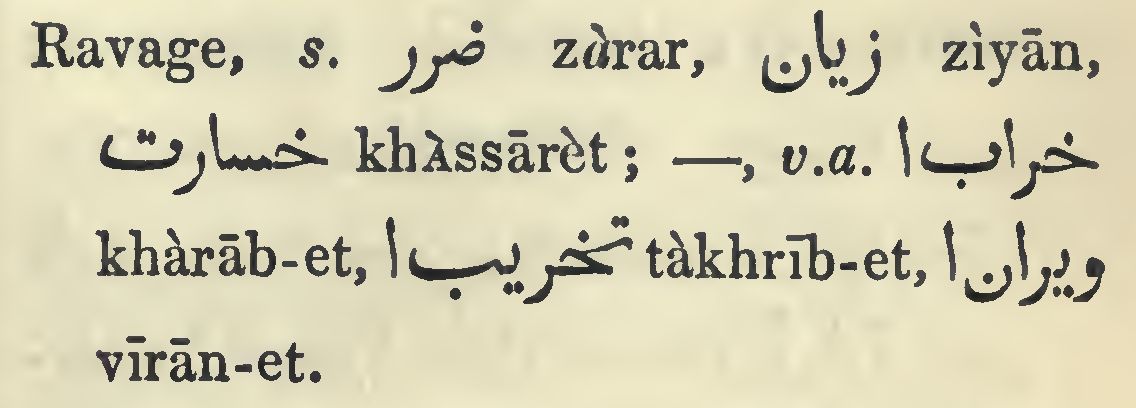 Ravage, s. ضرر zàrar, زيان zìyān,
خسارت khàssārèt; —, v.a. خراب ا
khàrāb-et, تخريب ا tàkhrīb-et, ويران ا
vīrān-et.